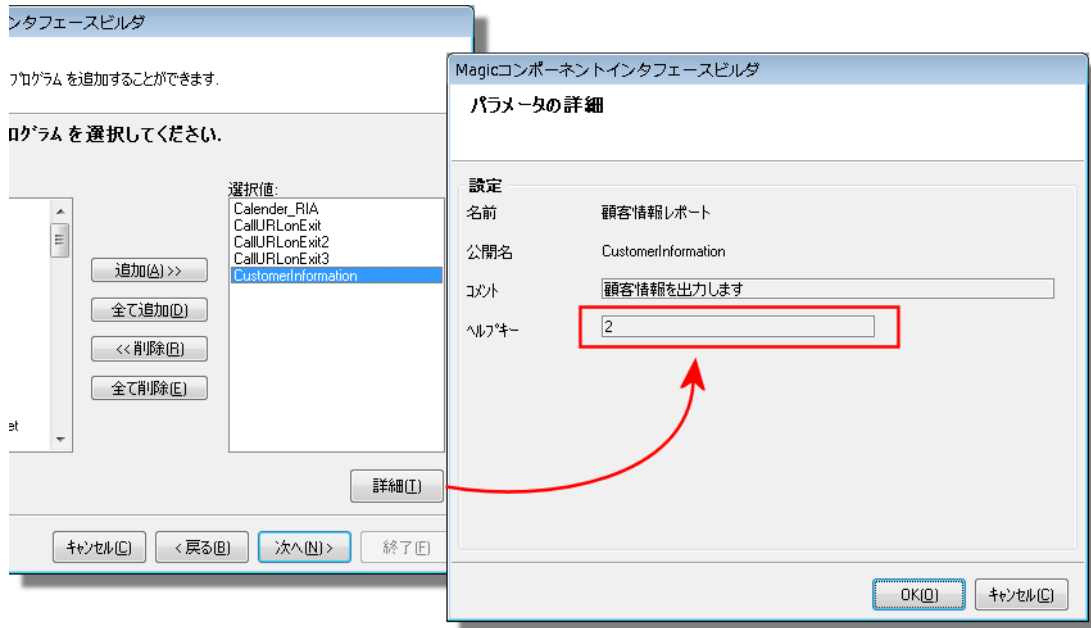 ンタフェースビルダ
プログラム を追加することができます.
ログラム を選択してください.
選択値:
Calender_RIA
CallURLonExit
CallURLonExit2
CallURLonExit3
CustomerInformation
追加(A) >>
全て追加(D)
<< 削除(R)
全て削除(E)
et
詳細(T)
キャンセル(C)
< 戻る(B)
次へ(N) >
終了(F)
Magicコンポーネントインタフェースビルダ
パラメータの詳細
設定
名前
顧客情報レポート
公開名
CustomerInformation
コメント
顧客情報を出力します
ヘルプキー
2
OK(O)
キャンセル(C)